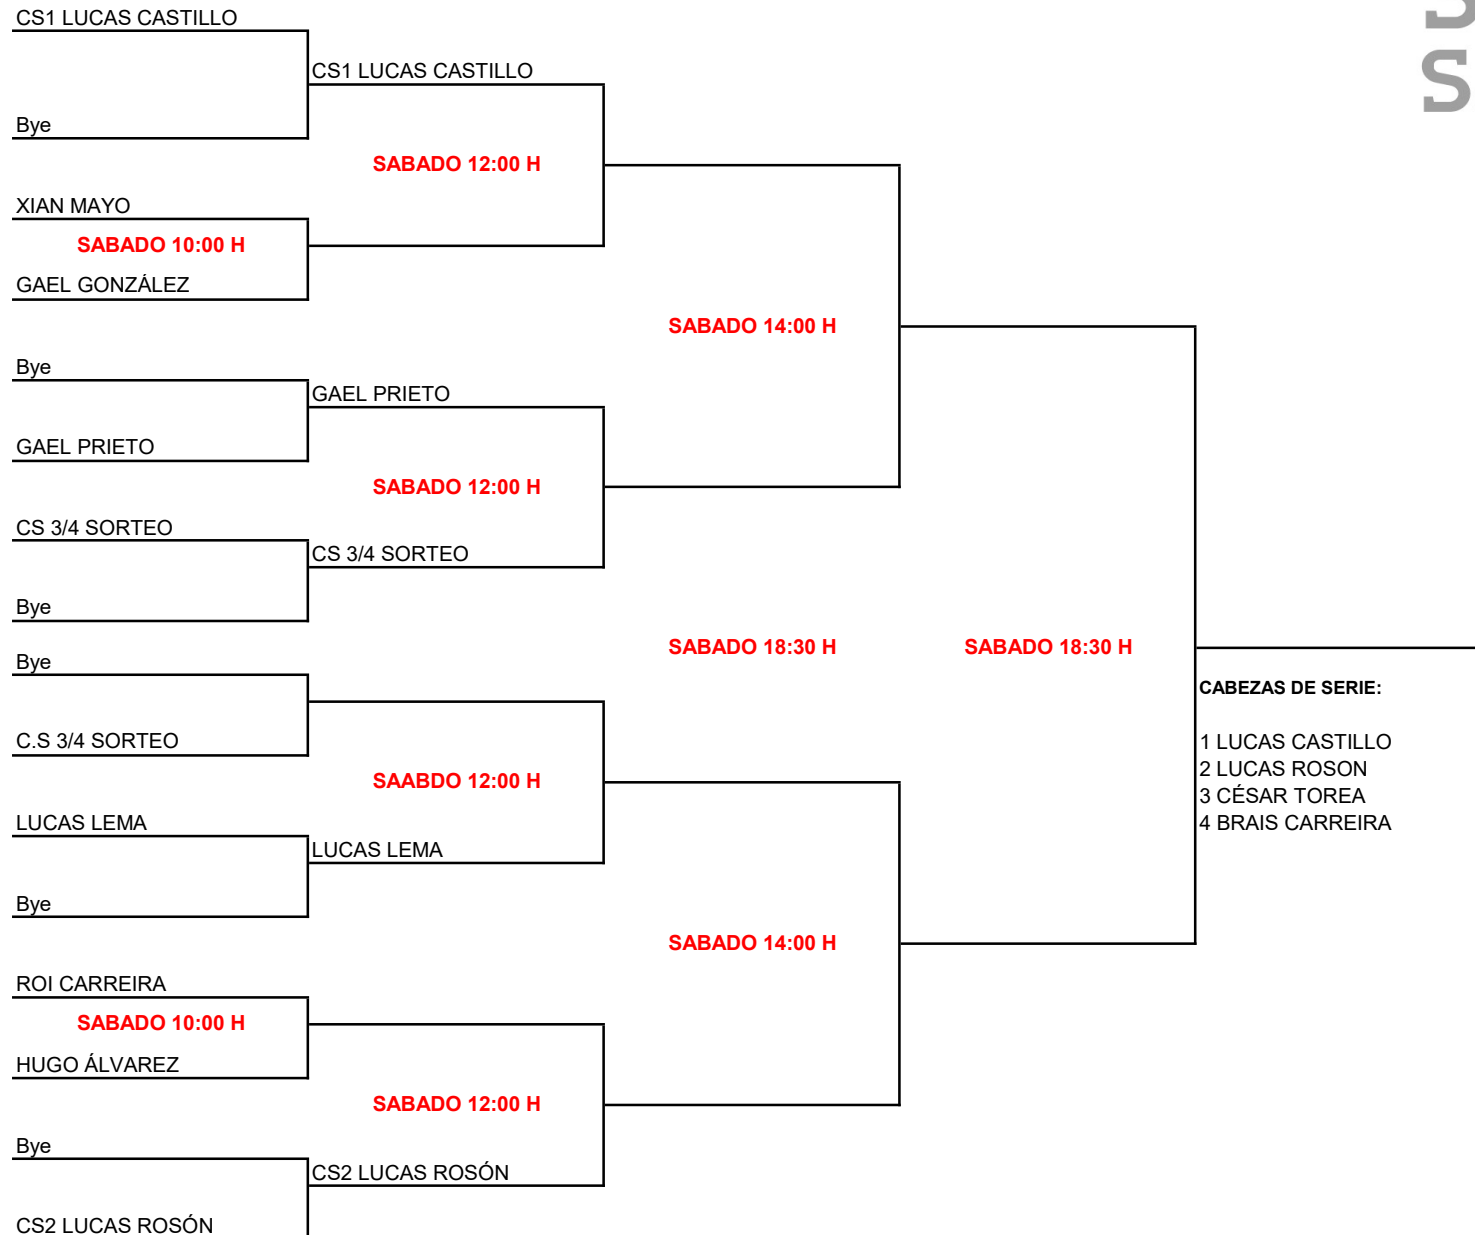 CS1 LUCAS CASTILLO
CS1 LUCAS CASTILLO
Bye
SABADO 12:00 H
XIAN MAYO
SABADO 10:00 H
GAEL GONZÁLEZ
SABADO 14:00 H
Bye
GAEL PRIETO
GAEL PRIETO
SABADO 12:00 H
CS 3/4 SORTEO
CS 3/4 SORTEO
Bye
SABADO 18:30 H
SABADO 18:30 H
Bye
CABEZAS DE SERIE:
C.S 3/4 SORTEO
1 LUCAS CASTILLO
2 LUCAS ROSON
SAABDO 12:00 H
3 CÉSAR TOREA
LUCAS LEMA
4 BRAIS CARREIRA
LUCAS LEMA
Bye
SABADO 14:00 H
ROI CARREIRA
SABADO 10:00 H
HUGO ÁLVAREZ
SABADO 12:00 H
Bye
CS2 LUCAS ROSÓN
CS2 LUCAS ROSÓN